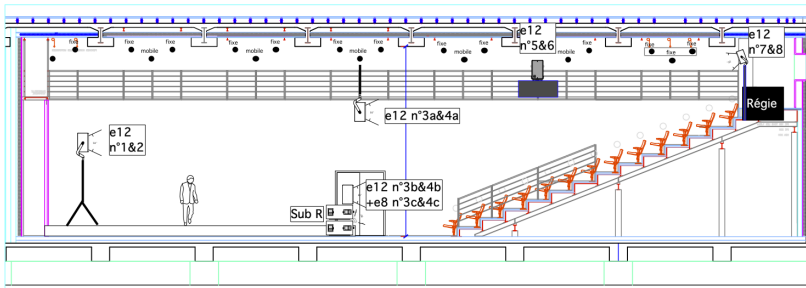 e12
n°5&6
e12
n°7&8
fixe
fixe
fixe
fixe
fixe
fixe
fixe
mobile
mobile
mobile
mobile
Régie
e12 n°3a&4a
e12
n°1&2
e12 n°3b&4b
+e8 n°3c&4c
Sub R